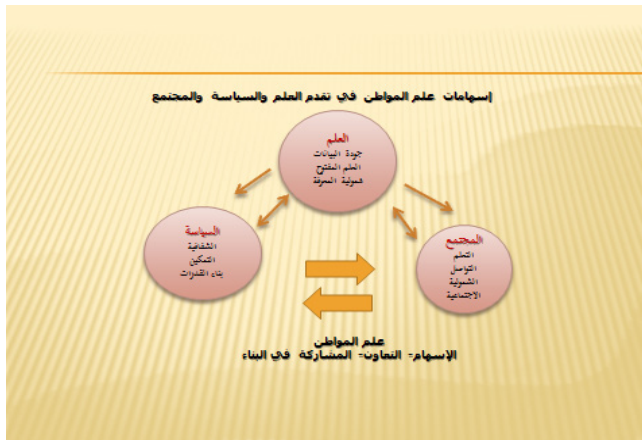 إسهامات علم المواطن في تقدم العلم والسياسة والمجتمع
العلم
جودة البيانات
العلم المفتوح
شمولية المعرفة
السياسة
الشفافية
التمكين
بناء القدرات
المجتمع
التعلم
التواصل
الشمولية
الاجتماعية
علم المواطن
الإسهام= التعاون= المشاركة في البناء